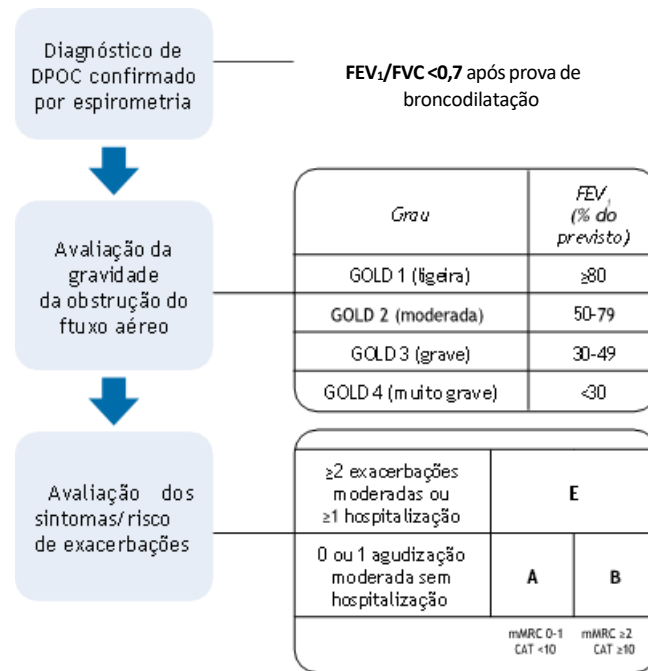 Diagnóstico de
DPOC confirmado
por espirometria
FEV₁/FVC <0,7 após prova de
broncodilatação
Avaliação da
gravidade
da obstrução do
ftuxo aéreo
Grau
FEV₁
(% do
previsto)
GOLD 1 (ligeira)
≥80
GOLD 2 (moderada)
50-79
GOLD 3 (grave)
30-49
GOLD 4 (muito grave)
<30
Avaliação dos
sintomas/risco
de exacerbações
≥2 exacerbações
moderadas ou
≥1 hospitalização
E
0 ou 1 agudização
moderada sem
hospitalização
A
B
mMRC 0-1
CAT <10
mMRC ≥2
CAT ≥10